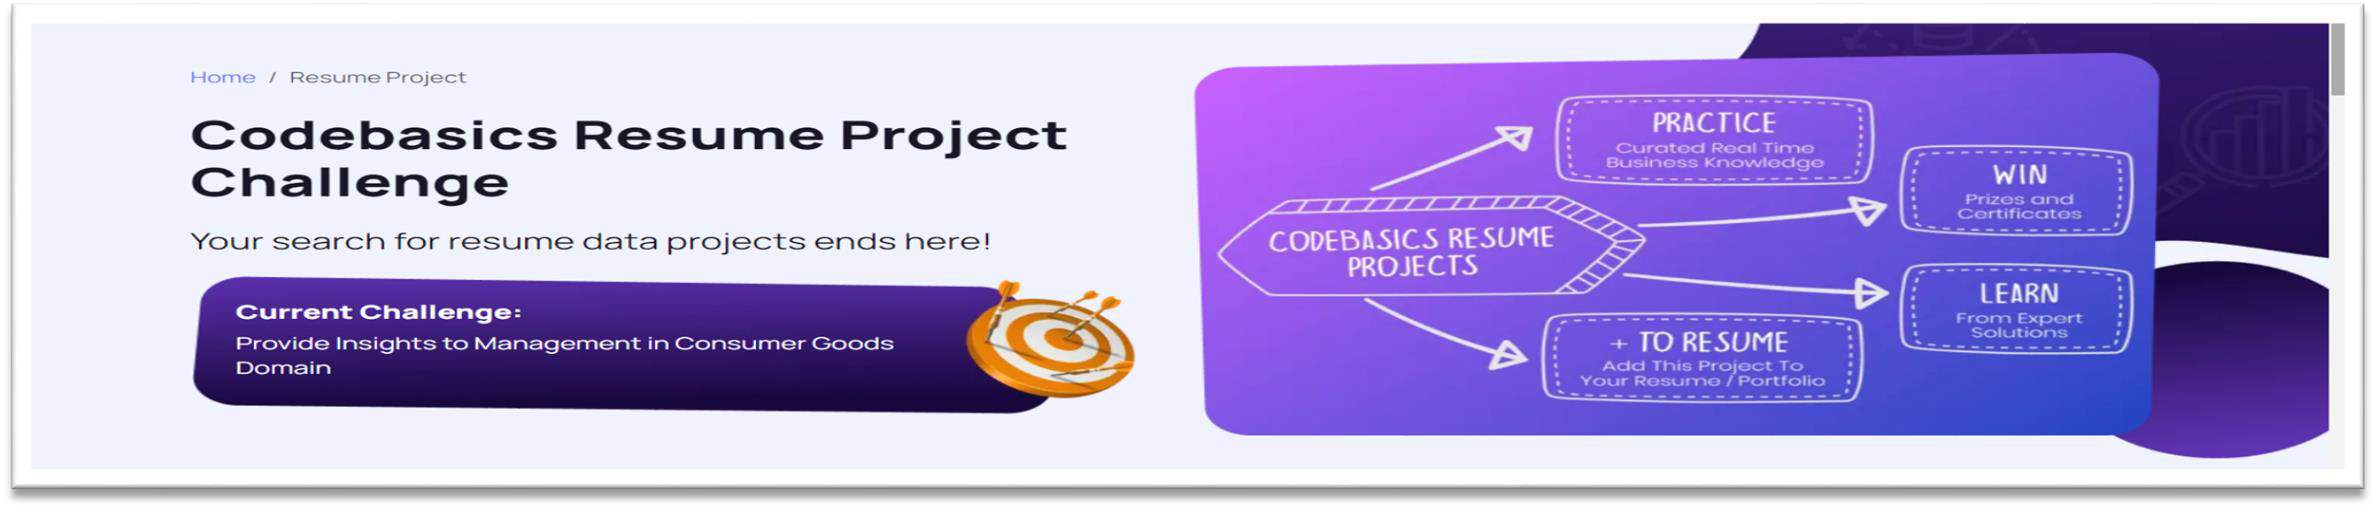 Home / Resume Project
Codebasics Resume Project
Challenge
Your search for resume data projects ends here!
Current Challenge:
Provide Insights to Management in Consumer Goods
Domain
CODEBASICS RESUME
PROJECTS
PRACTICE
Curated Real Time
Business Knowledge
WIN
Prizes and
Certificates
LEARN
From Expert
Solutions
+ TO RESUME
Add This Project To
Your Resume / Portfolio